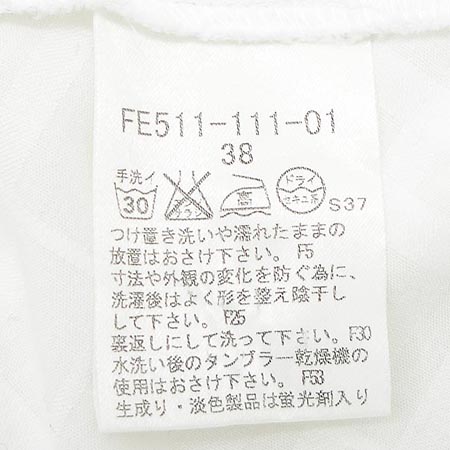 FE511-111-01
38
手洗イ
30 エンソ サラシ 高 ドライ セキユ系 S37
つけ置き洗いや濡れたままの
放置はおさけ下さい。 F5
寸法や外観の変化を防ぐ為に、
洗濯後はよく形を整え陰干し
して下さい。 F25
裏返しにして洗って下さい。F30
水洗い後のタンブラー乾燥機の
使用はおさけ下さい。F53
生成り・淡色製品は蛍光剤入り